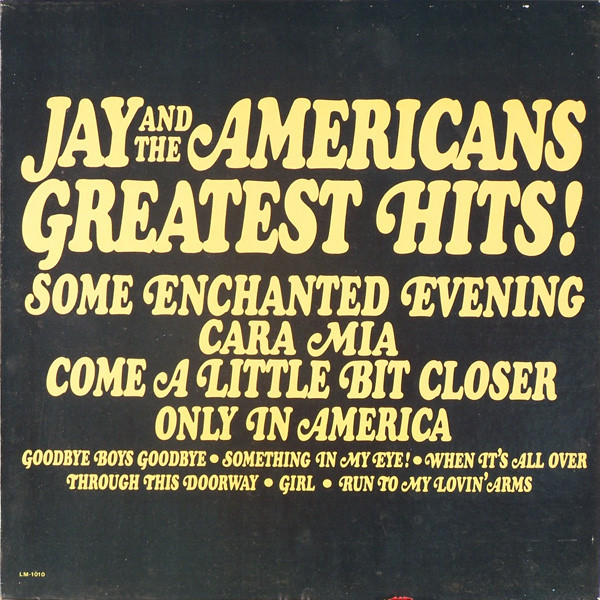 JAY AND THE AMERICANS
GREATEST HITS!
SOME ENCHANTED EVENING
CARA MIA
COME A LITTLE BIT CLOSER
ONLY IN AMERICA
GOODBYE BOYS GOODBYE • SOMETHING IN MY EYE! • WHEN IT'S ALL OVER
THROUGH THIS DOORWAY • GIRL • RUN TO MY LOVIN' ARMS
LM-1010